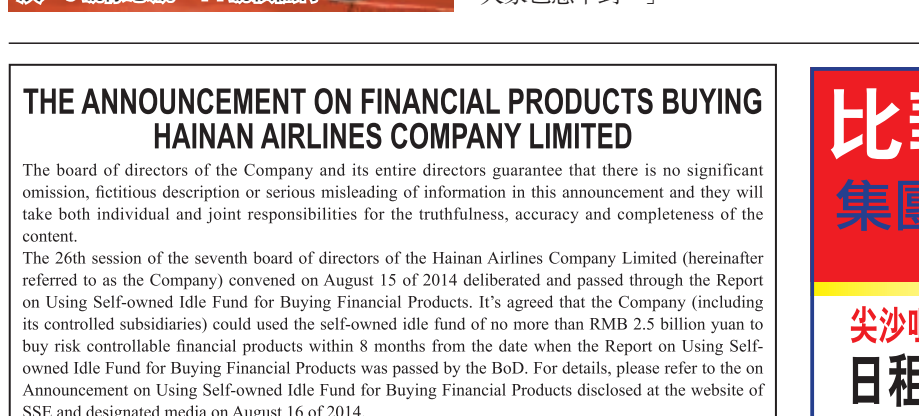 THE ANNOUNCEMENT ON FINANCIAL PRODUCTS BUYING
HAINAN AIRLINES COMPANY LIMITED
The board of directors of the Company and its entire directors guarantee that there is no significant
omission, fictitious description or serious misleading of information in this announcement and they will
take both individual and joint responsibilities for the truthfulness, accuracy and completeness of the
content.
The 26th session of the seventh board of directors of the Hainan Airlines Company Limited (hereinafter
referred to as the Company) convened on August 15 of 2014 deliberated and passed through the Report
on Using Self-owned Idle Fund for Buying Financial Products. It's agreed that the Company (including
its controlled subsidiaries) could used the self-owned idle fund of no more than RMB 2.5 billion yuan to
buy risk controllable financial products within 8 months from the date when the Report on Using Self-
owned Idle Fund for Buying Financial Products was passed by the BoD. For details, please refer to the on
Announcement on Using Self-owned Idle Fund for Buying Financial Products disclosed at the website of
SSE and designated media on August 16 of 2014
比
集團
尖沙
日租